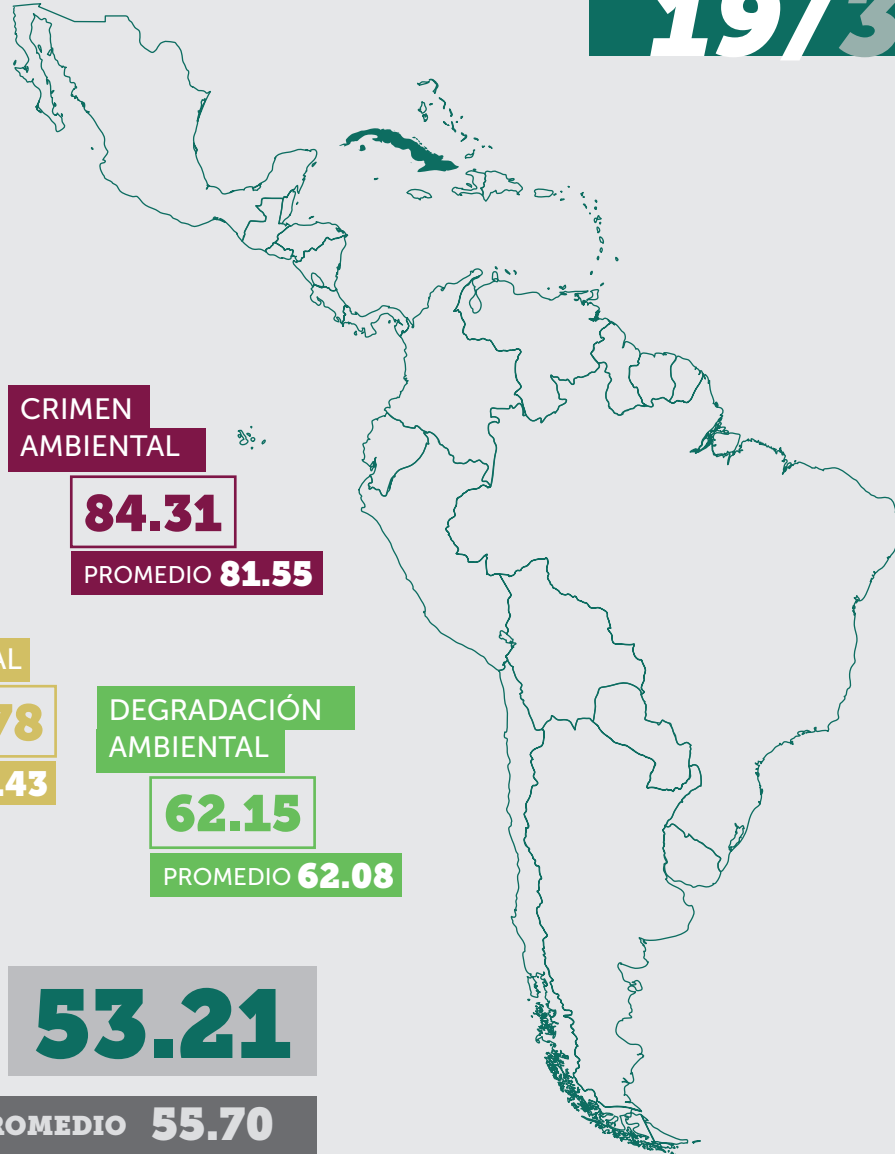 19/3
CRIMEN
AMBIENTAL
84.31
PROMEDIO 81.55
AL
78
.43
DEGRADACIÓN
AMBIENTAL
62.15
PROMEDIO 62.08
53.21
ROMEDIO 55.70